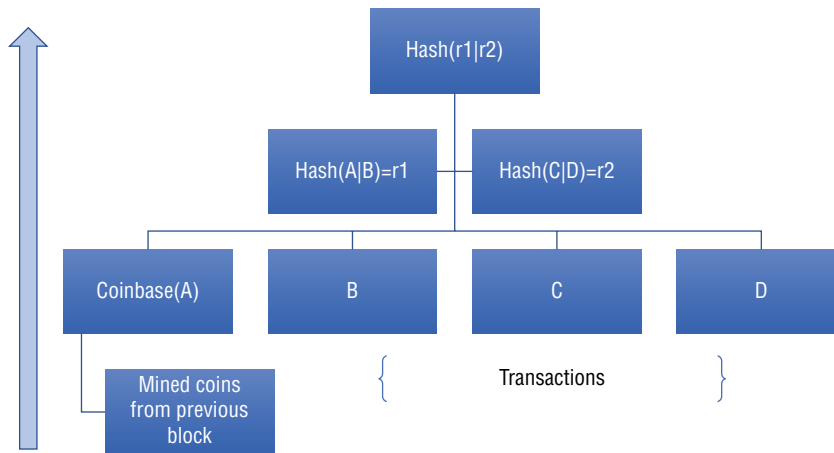 Hash(r1|r2)
Hash(A|B)=r1
Hash(C|D)=r2
Coinbase(A)
B
C
D
Mined coins
from previous
block
{ Transactions }